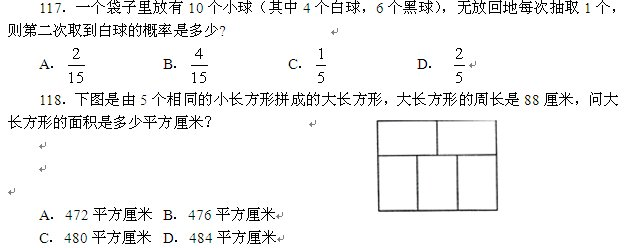 117．一个袋子里放有 10 个小球（其中 4 个白球，6 个黑球），无放回地每次抽取 1 个，
则第二次取到白球的概率是多少?
A． 2/15 B． 4/15 C． 1/5 D． 2/5
118．下图是由 5 个相同的小长方形拼成的大长方形，大长方形的周长是 88 厘米，问大
长方形的面积是多少平方厘米？
A．472 平方厘米 B．476 平方厘米
C．480 平方厘米 D．484 平方厘米